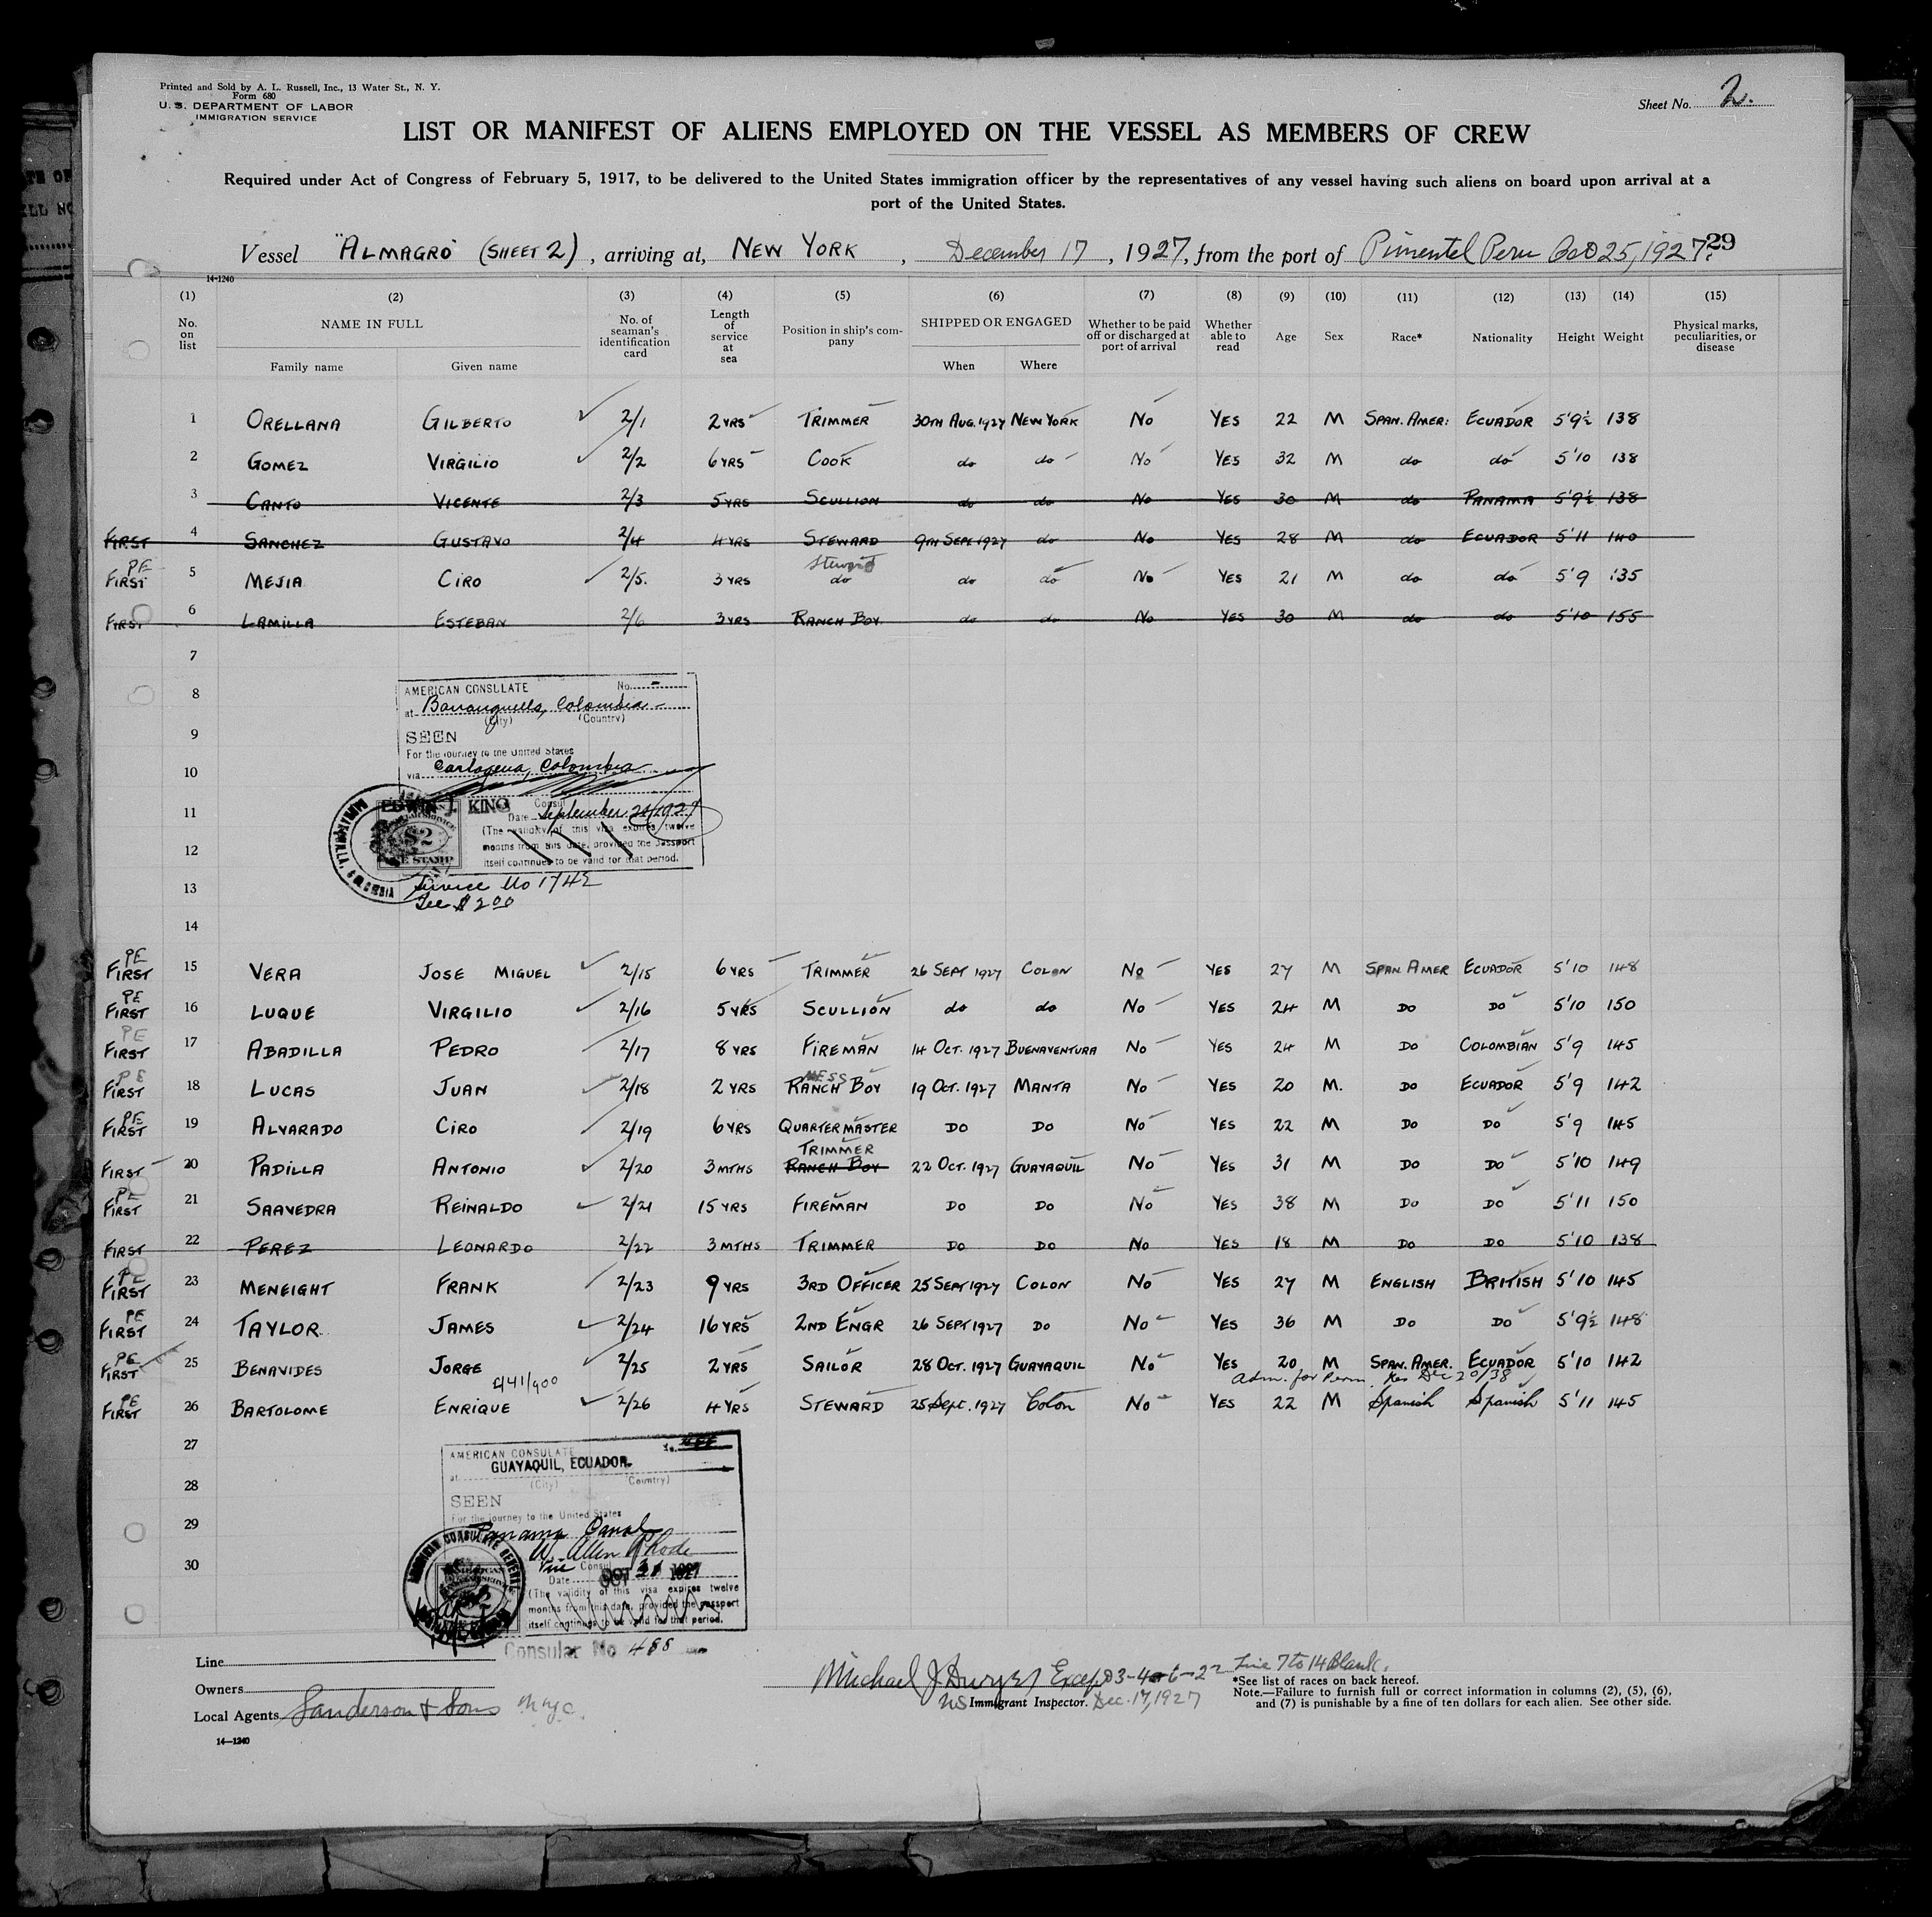 Printed and Sold by A. L. Russell, Inc., 13 Water St., N. Y.
Form 680
U. S. DEPARTMENT OF LABOR
IMMIGRATION SERVICE
Sheet No. 2.
LIST OR MANIFEST OF ALIENS EMPLOYED ON THE VESSEL AS MEMBERS OF CREW
Required under Act of Congress of February 5, 1917, to be delivered to the United States immigration officer by the representatives of any vessel having such aliens on board upon arrival at a
port of the United States.
Vessel "ALMAGRO" (SHEET 2), arriving at, NEW YORK, December 17, 1927, from the port of Pimentel Peru 25, 1927. 29
14-1240
(1) (2) (3) (4) (5) (6) (7) (8) (9) (10) (11) (12) (13) (14) (15)
No. on list NAME IN FULL Family name Given name No. of seaman's identification card Length of service at sea Position in ship's company SHIPPED OR ENGAGED When Where Whether to be paid off or discharged at port of arrival Whether able to read Age Sex Race* Nationality Height Weight Physical marks, peculiarities, or disease
1 ORELLANA GILBERTO 2/1 2 YRS TRIMMER 30TH AUG. 1927 NEW YORK NO YES 22 M SPAN. AMER: ECUADOR 5'9½ 138
2 GOMEZ VIRGILIO 2/2 6 YRS COOK do do NO YES 32 M do do 5'10 138
3 CANTO VICENTE 2/3 5 YRS SCULLION do do NO YES 30 M do PANAMA 5'9½ 138
FIRST 4 SANCHEZ GUSTAVO 2/4 4 YRS STEWARD 9TH SEPT 1927 do NO YES 28 M do ECUADOR 5'11 140
PE Steward
FIRST 5 MEJIA CIRO 2/5. 3 YRS do do do NO YES 21 M do do 5'9 135
FIRST 6 LAMILLA ESTEBAN 2/6 3 YRS RANCH BOY do do NO YES 30 M do do 5'10 155
7
8
9
10
11
12
13
14
AMERICAN CONSULATE No. -
at Barranquilla, Colombia
(City) (Country)
SEEN
For the journey to the United States
via Cartagena, Colombia
EDWIN J. KING Consul
Date September 21, 1927
(The validity of this visa expires twelve
months from this date, provided the passport
itself continues to be valid for that period.
$2
FEE STAMP
Service No 1742
Fee $ 2.00
PE
FIRST 15 VERA JOSE MIGUEL 2/15 6 YRS TRIMMER 26 SEPT 1927 COLON NO YES 27 M SPAN AMER ECUADOR 5'10 148
PE
FIRST 16 LUQUE VIRGILIO 2/16 5 YRS SCULLION do do NO YES 24 M DO DO 5'10 150
PE
FIRST 17 ABADILLA PEDRO 2/17 8 YRS FIREMAN 14 OCT. 1927 BUENAVENTURA NO YES 24 M DO COLOMBIAN 5'9 145
PE MESS
FIRST 18 LUCAS JUAN 2/18 2 YRS RANCH BOY 19 OCT. 1927 MANTA NO YES 20 M. DO ECUADOR 5'9 142
PE
FIRST 19 ALVARADO CIRO 2/19 6 YRS QUARTERMASTER DO DO NO YES 22 M DO DO 5'9 145
TRIMMER
FIRST 20 PADILLA ANTONIO 2/20 3 MTHS RANCH BOY 22 OCT. 1927 GUAYAQUIL NO YES 31 M DO DO 5'10 149
PE
FIRST 21 SAAVEDRA REINALDO 2/21 15 YRS FIREMAN DO DO NO YES 38 M DO DO 5'11 150
FIRST 22 PEREZ LEONARDO 2/22 3 MTHS TRIMMER DO DO NO YES 18 M DO DO 5'10 138
PE
FIRST 23 MENEIGHT FRANK 2/23 9 YRS 3RD OFFICER 25 SEPT 1927 COLON NO YES 27 M ENGLISH BRITISH 5'10 145
PE
FIRST 24 TAYLOR JAMES 2/24 16 YRS 2ND ENGR 26 SEPT 1927 DO NO YES 36 M DO DO 5'9½ 148
PE
FIRST 25 BENAVIDES JORGE 2/25 2 YRS SAILOR 28 OCT. 1927 GUAYAQUIL NO YES 20 M SPAN. AMER. ECUADOR 5'10 142
Adm. for Perm. Res Dec 20/38
PE
FIRST 26 BARTOLOME ENRIQUE 2/26 4 YRS STEWARD 25 Sept. 1927 Colon NO YES 22 M Spanish Spanish 5'11 145
27
28
29
30
AMERICAN CONSULATE No. 488
at GUAYAQUIL, ECUADOR.
(City) (Country)
SEEN
For the journey to the United States
Panama Canal
W. Allen Rhode
Vice Consul
Date OCT 31 1927
(The validity of this visa expires twelve
months from this date, provided the passport
itself continues to be valid for that period.
Consular No 488
Line
Owners
Local Agents Sanderson & Sons
Michael J Dwyer Except 3-4-6-22 Line 7 to 14 Blank.
US Immigrant Inspector. Dec. 17, 1927
*See list of races on back hereof.
Note.—Failure to furnish full or correct information in columns (2), (5), (6),
and (7) is punishable by a fine of ten dollars for each alien. See other side.
14—1240